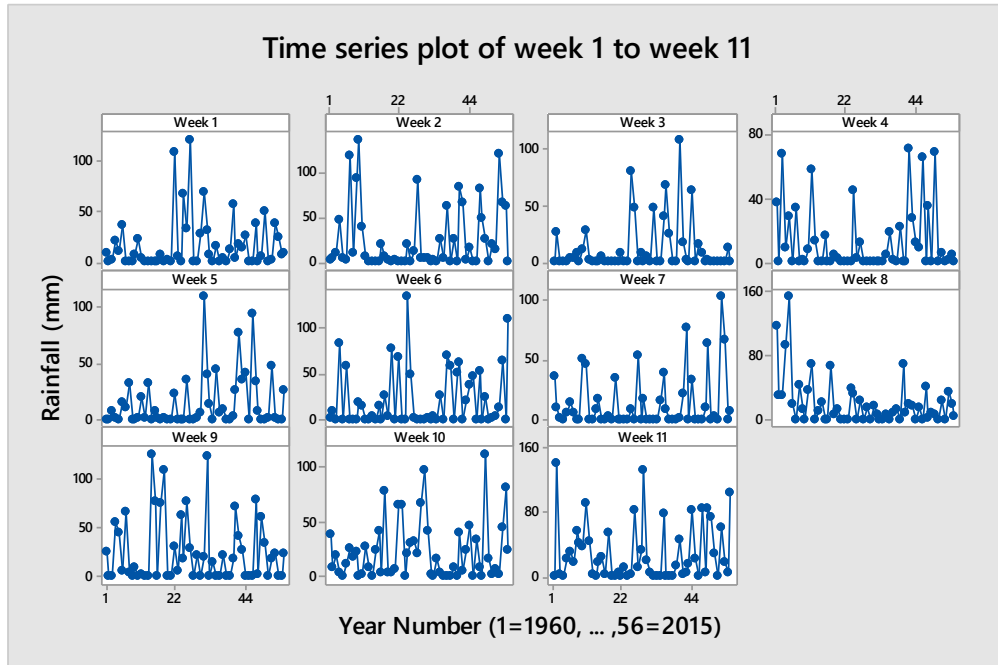 Time series plot of week 1 to week 11
1 22 44 1 22 44
Week 1 Week 2 Week 3 Week 4
100 50 0
100 50 0
100 50 0
80 40 0
Week 5 Week 6 Week 7 Week 8
100 50 0
100 50 0
100 50 0
160 80 0
Week 9 Week 10 Week 11
100 50 0
100 50 0
160 80 0
1 22 44 1 22 44
Rainfall (mm)
Year Number (1=1960, ... ,56=2015)